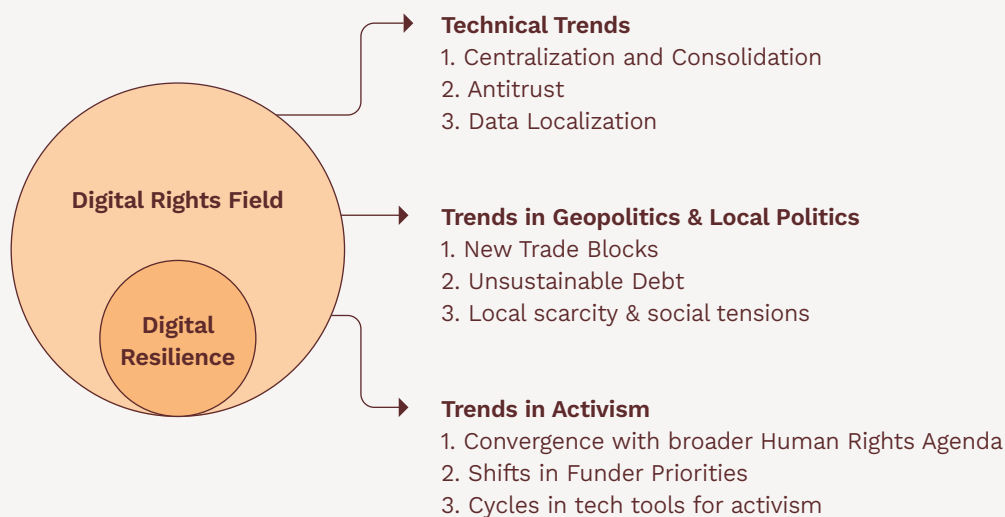 Technical Trends
1. Centralization and Consolidation
2. Antitrust
3. Data Localization
Digital Rights Field
Trends in Geopolitics & Local Politics
1. New Trade Blocks
2. Unsustainable Debt
3. Local scarcity & social tensions
Digital
Resilience
Trends in Activism
1. Convergence with broader Human Rights Agenda
2. Shifts in Funder Priorities
3. Cycles in tech tools for activism